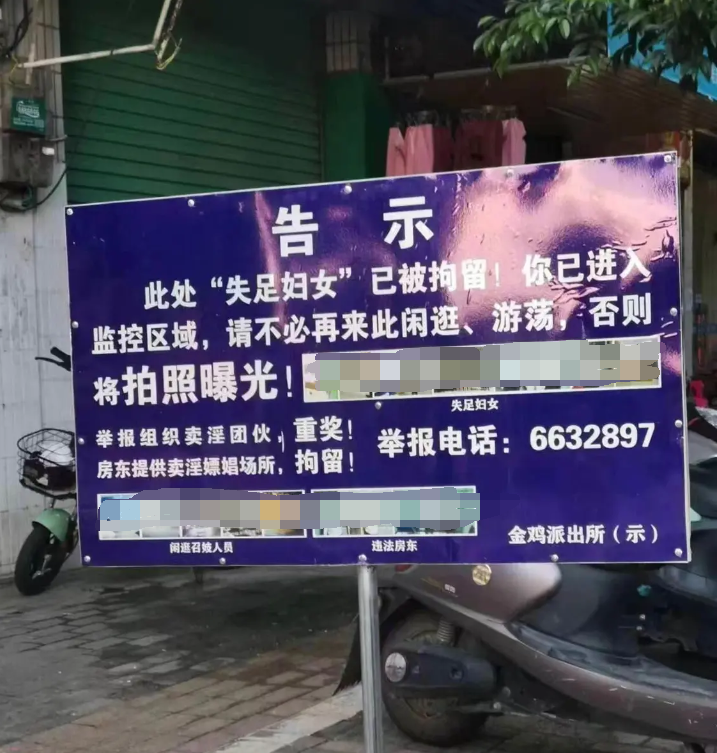 告示
此处“失足妇女”已被拘留！你已进入
监控区域，请不必再来此闲逛、游荡，否则
将拍照曝光！
失足妇女
举报组织卖淫团伙，重奖！
房东提供卖淫嫖娼场所，拘留！
举报电话：6632897
闲逛召妓人员
违法房东
金鸡派出所（示）